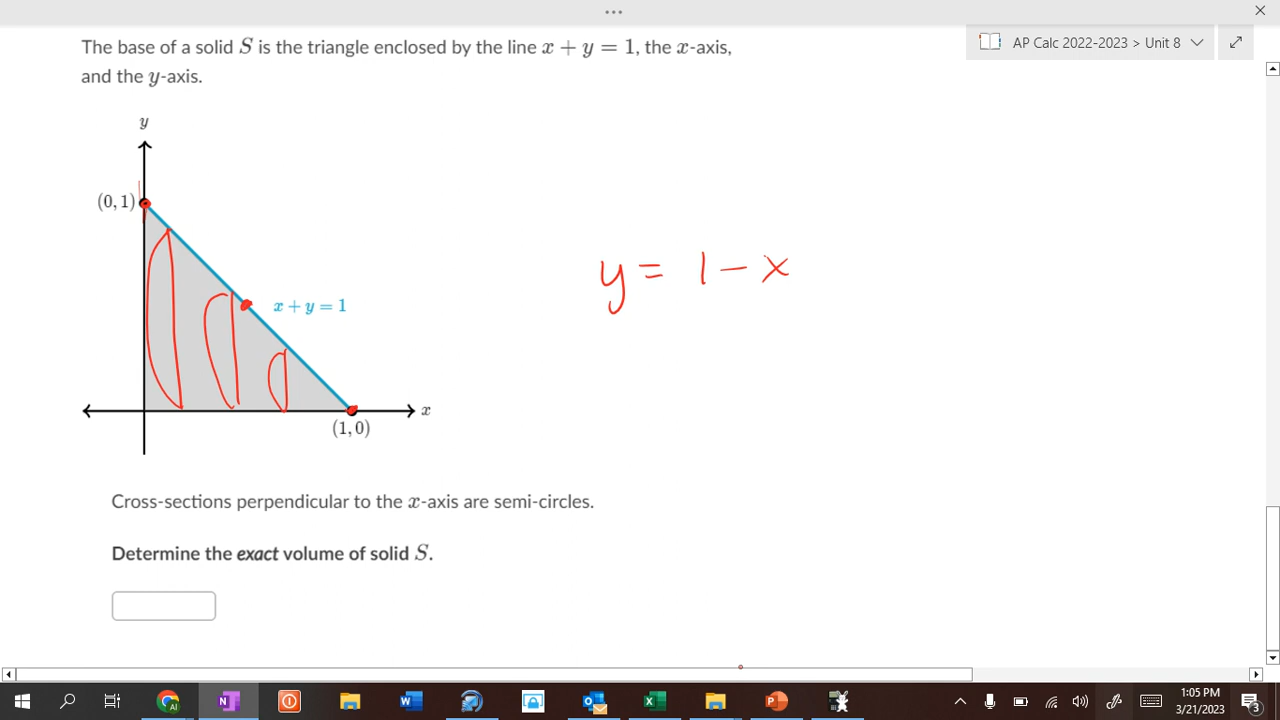 ...
The base of a solid S is the triangle enclosed by the line x + y = 1, the x-axis,
and the y-axis.
AP Calc 2022-2023 > Unit 8
y
(0, 1)
x + y = 1
y = 1 - x
x
(1, 0)
Cross-sections perpendicular to the x-axis are semi-circles.
Determine the exact volume of solid S.
1:05 PM
3/21/2023
3